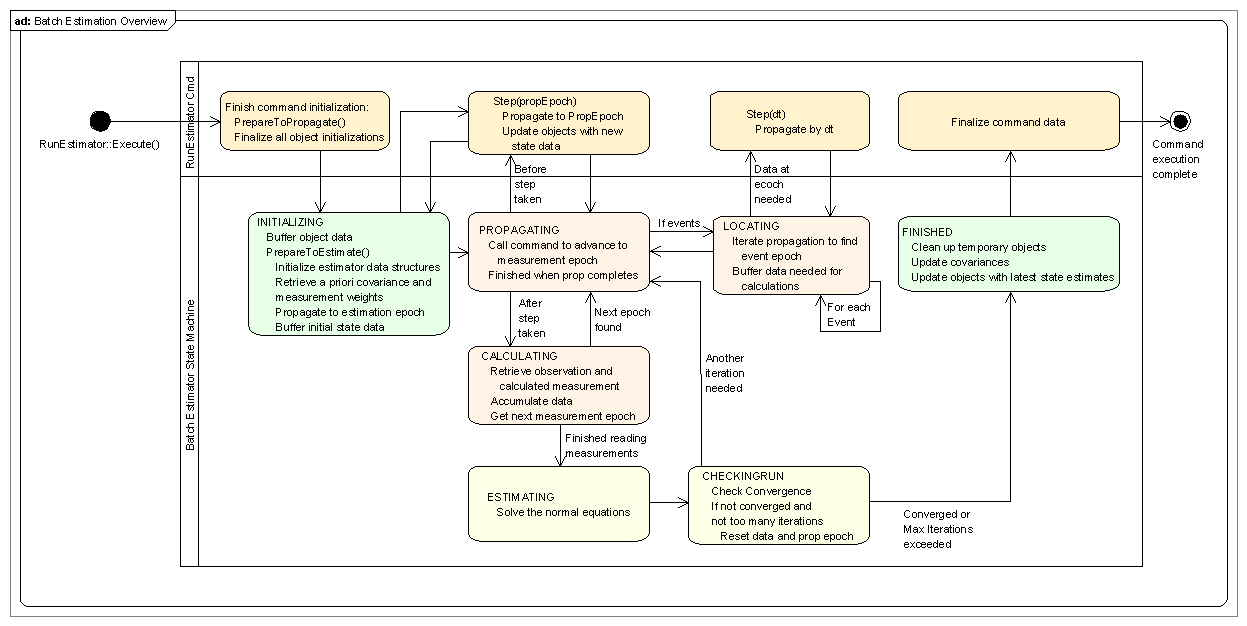 ad: Batch Estimation Overview
RunEstimator Cmd
RunEstimator::Execute()
Finish command initialization:
PrepareToPropagate()
Finalize all object initializations
Step(propEpoch)
Propagate to PropEpoch
Update objects with new
state data
Step(dt)
Propagate by dt
Finalize command data
Command
execution
complete
Before
step
taken
Data at
ecoch
needed
Batch Estimator State Machine
INITIALIZING
Buffer object data
PrepareToEstimate()
Initialize estimator data structures
Retrieve a priori covariance and
measurement weights
Propagate to estimation epoch
Buffer initial state data
PROPAGATING
Call command to advance to
measurement epoch
Finished when prop completes
If events
LOCATING
Iterate propagation to find
event epoch
Buffer data needed for
calculations
For each
Event
FINISHED
Clean up temporary objects
Update covariances
Update objects with latest state estimates
After
step
taken
Next epoch
found
CALCULATING
Retrieve observation and
calculated measurement
Accumulate data
Get next measurement epoch
Another
iteration
needed
Finished reading
measurements
ESTIMATING
Solve the normal equations
CHECKINGRUN
Check Convergence
If not converged and
not too many iterations
Reset data and prop epoch
Converged or
Max Iterations
exceeded